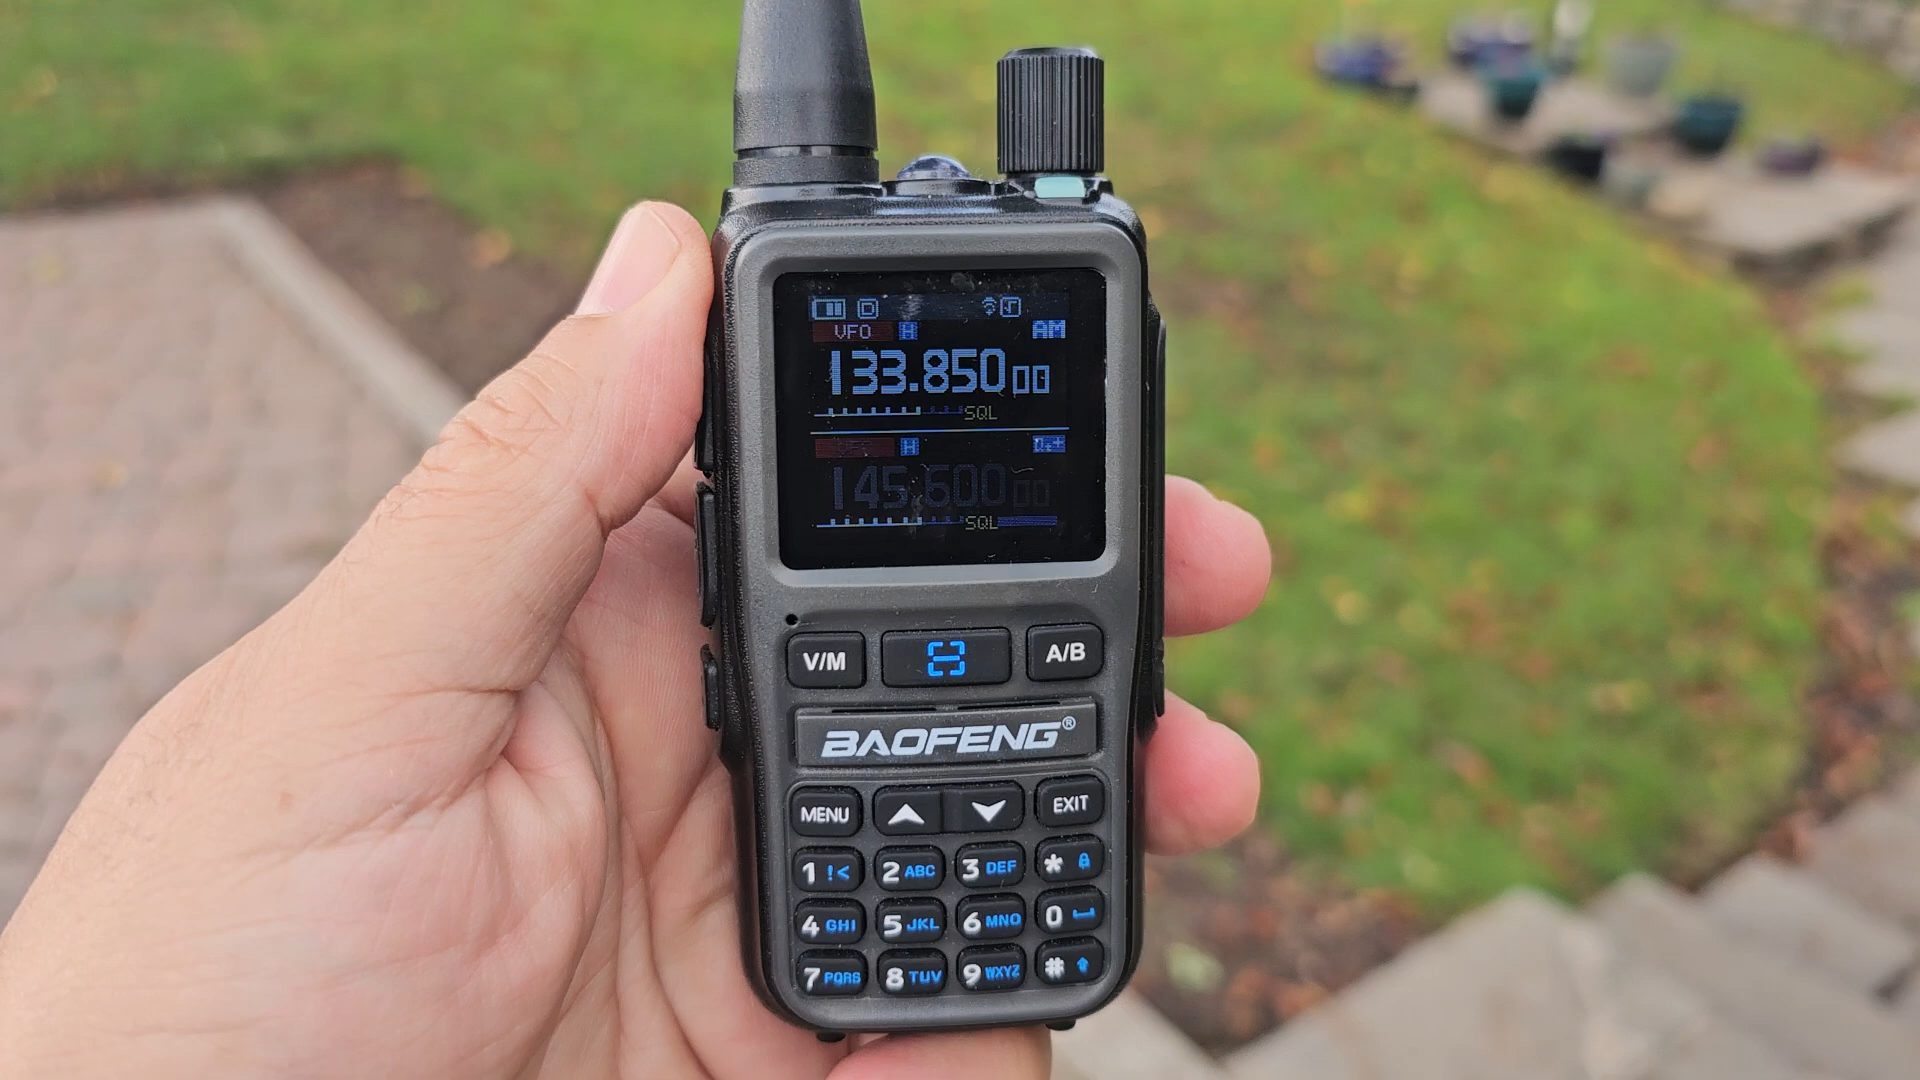 D
VFO H AM
133.850 00
SQL
H
145.600 00
SQL
V/M A/B
BAOFENG®
MENU EXIT
1 !< 2 ABC 3 DEF *
4 GHI 5 JKL 6 MNO 0
7 PQRS 8 TUV 9 WXYZ #